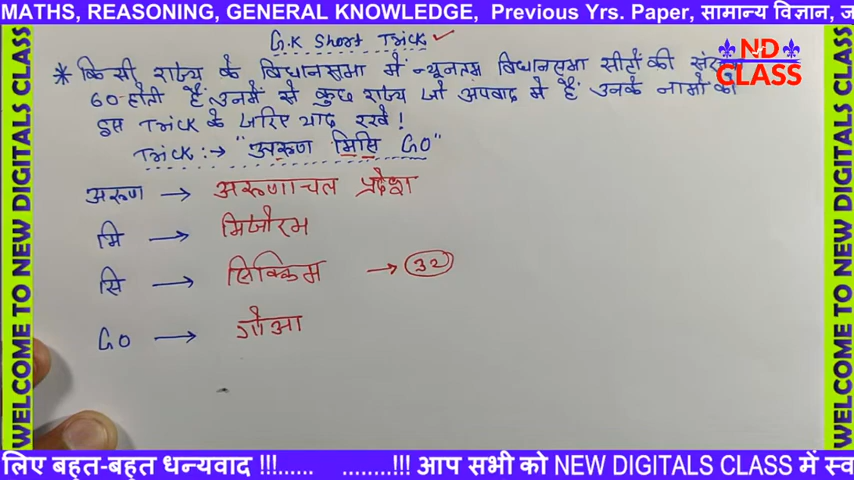 MATHS, REASONING, GENERAL KNOWLEDGE, Previous Yrs. Paper, सामान्य विज्ञान, ज
G.K Short Trick ✓
ND
CLASS
* किसी राज्य के विधानसभा में न्यूनतम विधानसभा सीटों की
60 होती हैं उनमें से कुछ राज्य जो अपवाद में हैं उनके नामों को
इस Trick के जरिए याद रखें!
Trick :→ "अरूण मिसि GO"
अरूण → अरूणाचल प्रदेश
मि → मिजोरम
सि → सिक्किम → 32
GO → गोआ
WELCOME TO NEW DIGITALS CLAS
WELCOME TO NEW DIGITALS CLAS
लिए बहुत-बहुत धन्यवाद !!!...... ........!!! आप सभी को NEW DIGITALS CLASS में स्व